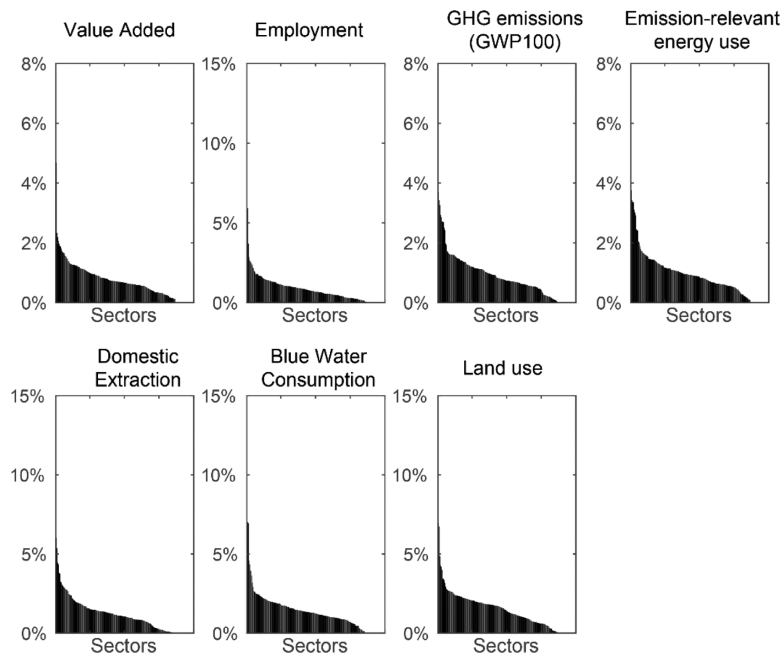 Value Added
Employment
GHG emissions
(GWP100)
Emission-relevant
energy use
8%
6%
4%
2%
0%
Sectors
15%
10%
5%
0%
Sectors
8%
6%
4%
2%
0%
Sectors
8%
6%
4%
2%
0%
Sectors
Domestic
Extraction
Blue Water
Consumption
Land use
15%
10%
5%
0%
Sectors
15%
10%
5%
0%
Sectors
15%
10%
5%
0%
Sectors